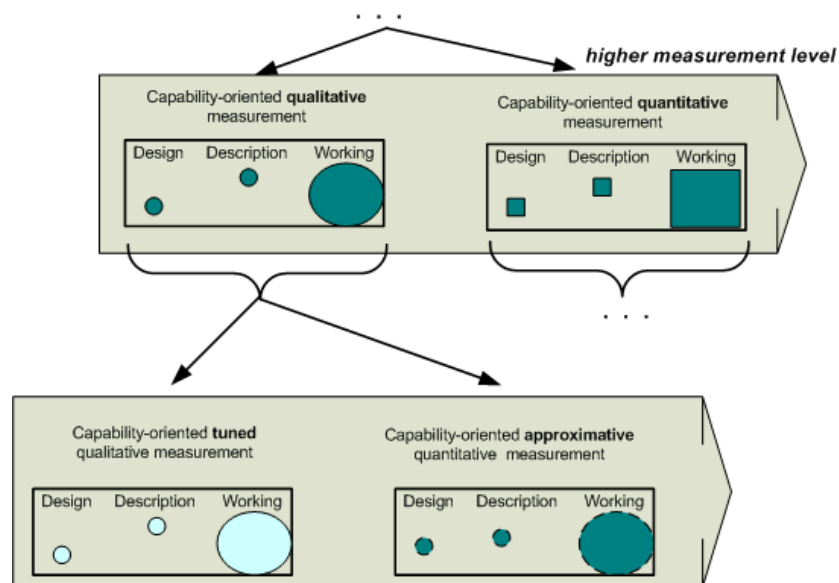 . . .
higher measurement level
Capability-oriented qualitative
measurement
Capability-oriented quantitative
measurement
Design Description Working
Design Description Working
. . .
Capability-oriented tuned
qualitative measurement
Capability-oriented approximative
quantitative measurement
Design Description Working
Design Description Working